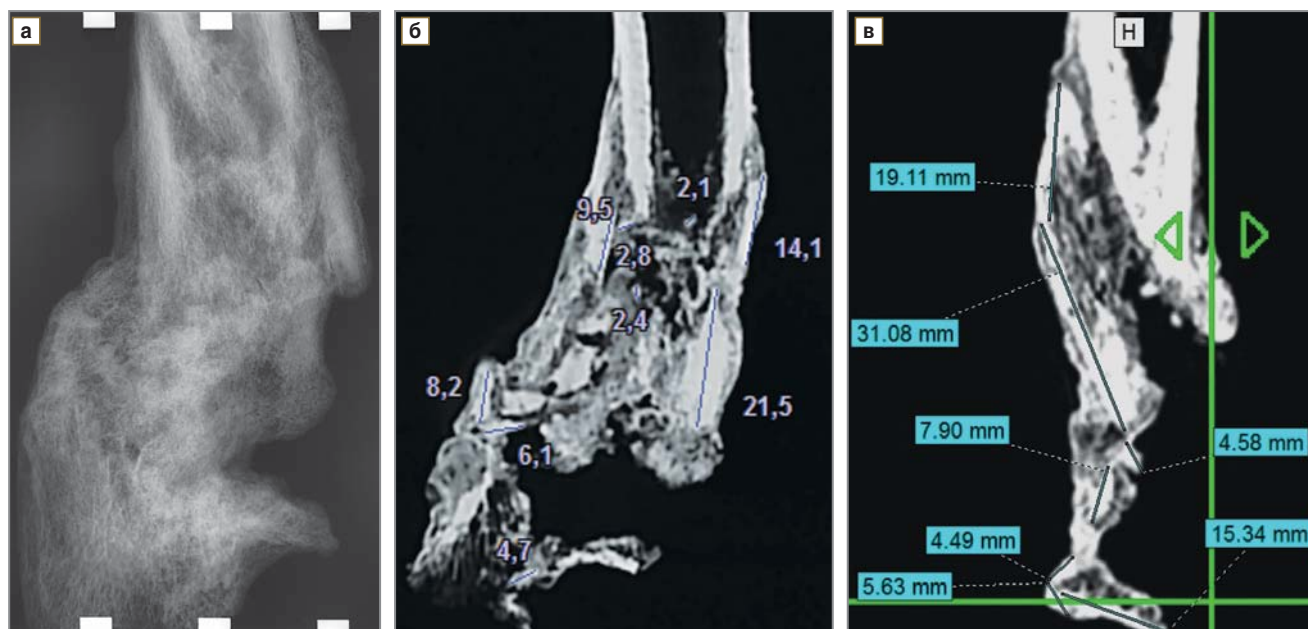 а
б
в
H
2,1
9,5
2,8
14,1
2,4
8,2
21,5
6,1
4,7
19.11 mm
31.08 mm
7.90 mm
4.58 mm
4.49 mm
15.34 mm
5.63 mm